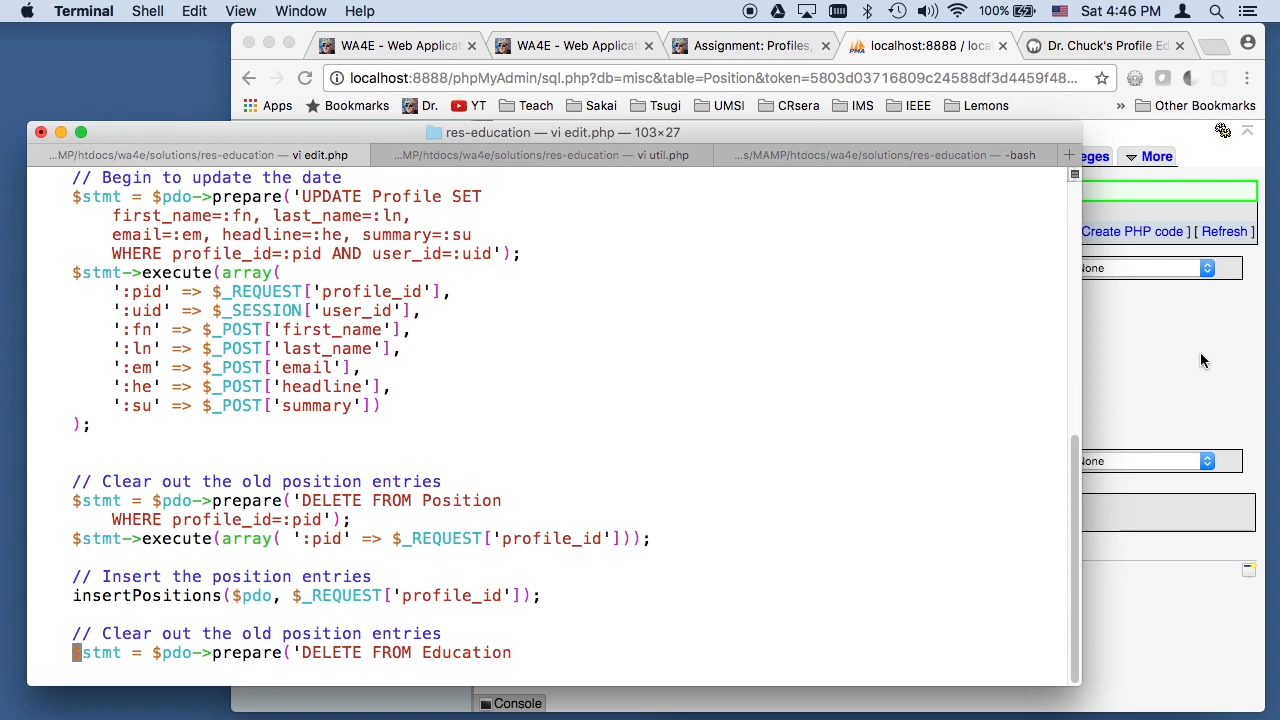 Terminal Shell Edit View Window Help 100% Sat 4:46 PM
WA4E - Web Applicat WA4E - Web Applicat Assignment: Profiles, localhost:8888 / loca Dr. Chuck's Profile Ed
localhost:8888/phpMyAdmin/sql.php?db=misc&table=Position&token=5803d03716809c24586df3d4459f48...
Apps Bookmarks Dr. YT Teach Sakai Tsugi UMSI CRsera IMS IEEE Lemons » Other Bookmarks
res-education — vi edit.php — 103×27
...MP/htdocs/wa4e/solutions/res-education — vi edit.php ...MP/htdocs/wa4e/solutions/res-education — vi util.php ...s/MAMP/htdocs/wa4e/solutions/res-education — -bash
eges More
Create PHP code ] [ Refresh ]
None
None
// Begin to update the date
$stmt = $pdo->prepare('UPDATE Profile SET
first_name=:fn, last_name=:ln,
email=:em, headline=:he, summary=:su
WHERE profile_id=:pid AND user_id=:uid');
$stmt->execute(array(
':pid' => $_REQUEST['profile_id'],
':uid' => $_SESSION['user_id'],
':fn' => $_POST['first_name'],
':ln' => $_POST['last_name'],
':em' => $_POST['email'],
':he' => $_POST['headline'],
':su' => $_POST['summary'])
);
// Clear out the old position entries
$stmt = $pdo->prepare('DELETE FROM Position
WHERE profile_id=:pid');
$stmt->execute(array( ':pid' => $_REQUEST['profile_id']));
// Insert the position entries
insertPositions($pdo, $_REQUEST['profile_id']);
// Clear out the old position entries
$stmt = $pdo->prepare('DELETE FROM Education
Console